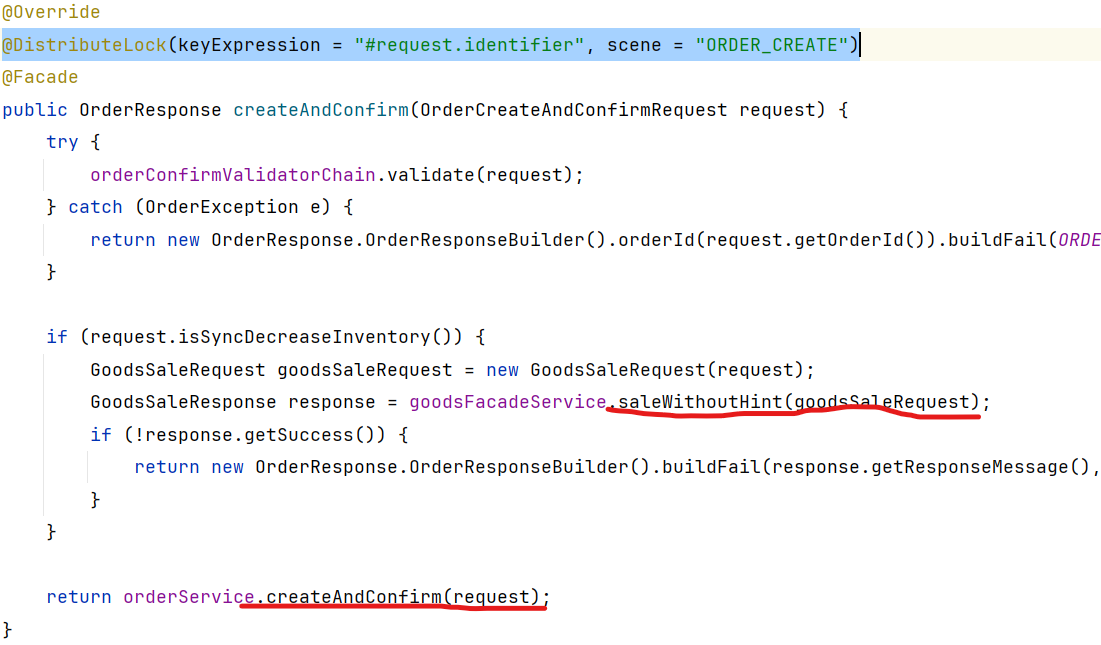 @Override
@DistributeLock(keyExpression = "#request.identifier", scene = "ORDER_CREATE")
@Facade
public OrderResponse createAndConfirm(OrderCreateAndConfirmRequest request) {
    try {
        orderConfirmValidatorChain.validate(request);
    } catch (OrderException e) {
        return new OrderResponse.OrderResponseBuilder().orderId(request.getOrderId()).buildFail(ORDE
    }
    if (request.isSyncDecreaseInventory()) {
        GoodsSaleRequest goodsSaleRequest = new GoodsSaleRequest(request);
        GoodsSaleResponse response = goodsFacadeService.saleWithoutHint(goodsSaleRequest);
        if (!response.getSuccess()) {
            return new OrderResponse.OrderResponseBuilder().buildFail(response.getResponseMessage(),
        }
    }
    return orderService.createAndConfirm(request);
}